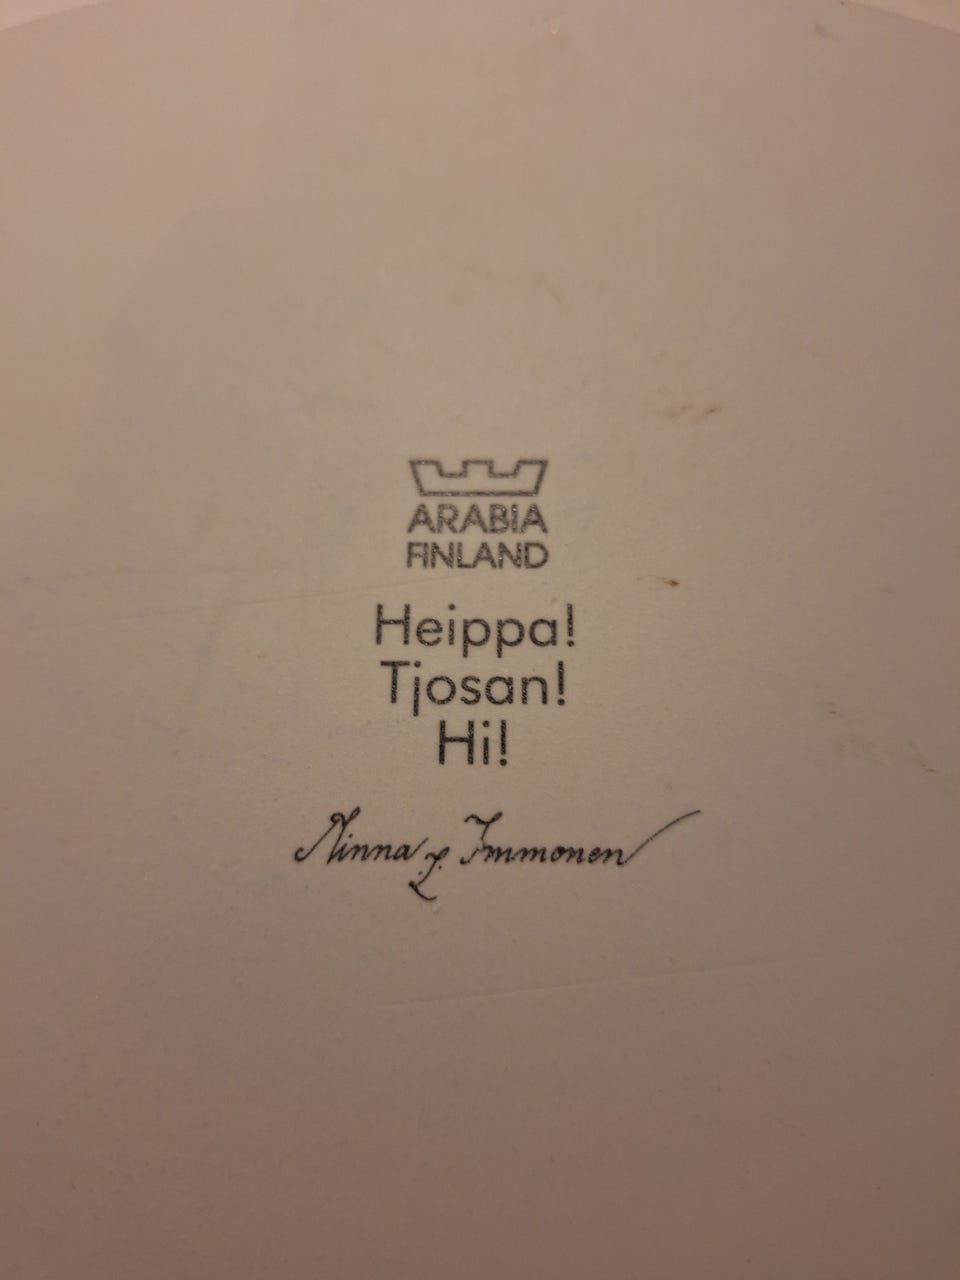 ARABIA
FINLAND
Heippa!
Tjosan!
Hi!
Minna L. Immonen